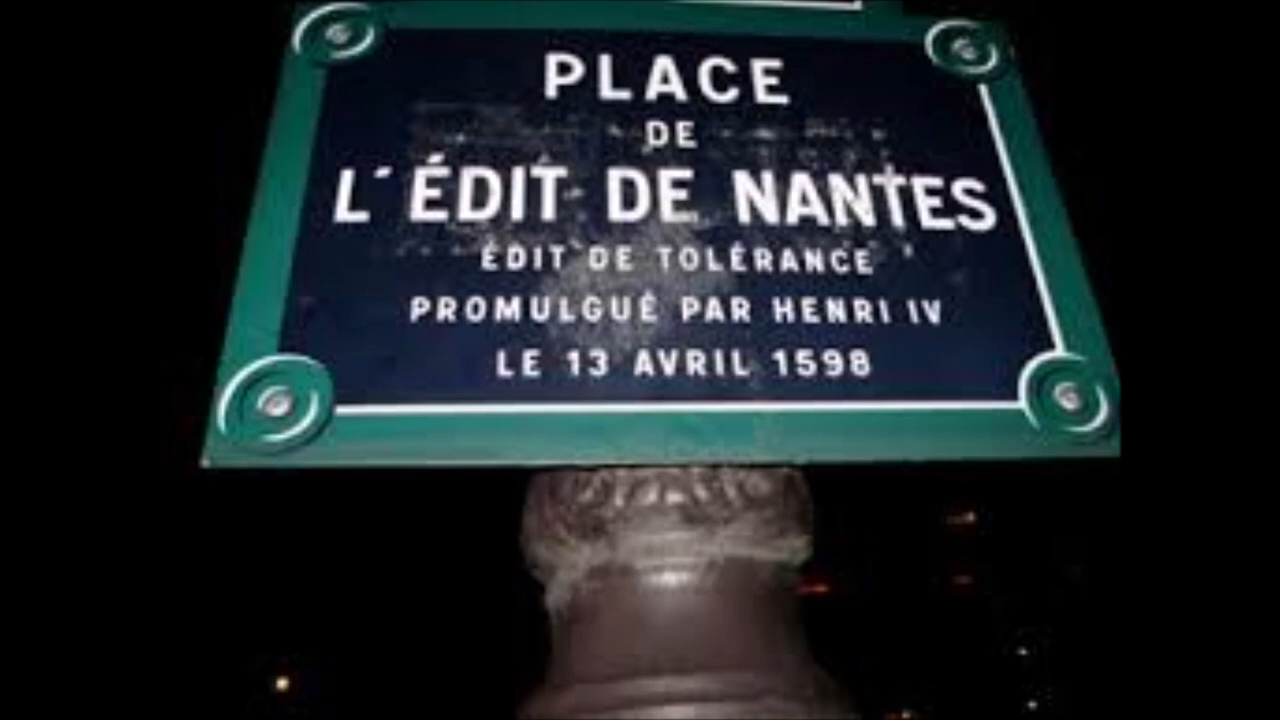 PLACE
DE
L'ÉDIT DE NANTES
ÉDIT DE TOLÉRANCE
PROMULGUÉ PAR HENRI IV
LE 13 AVRIL 1598